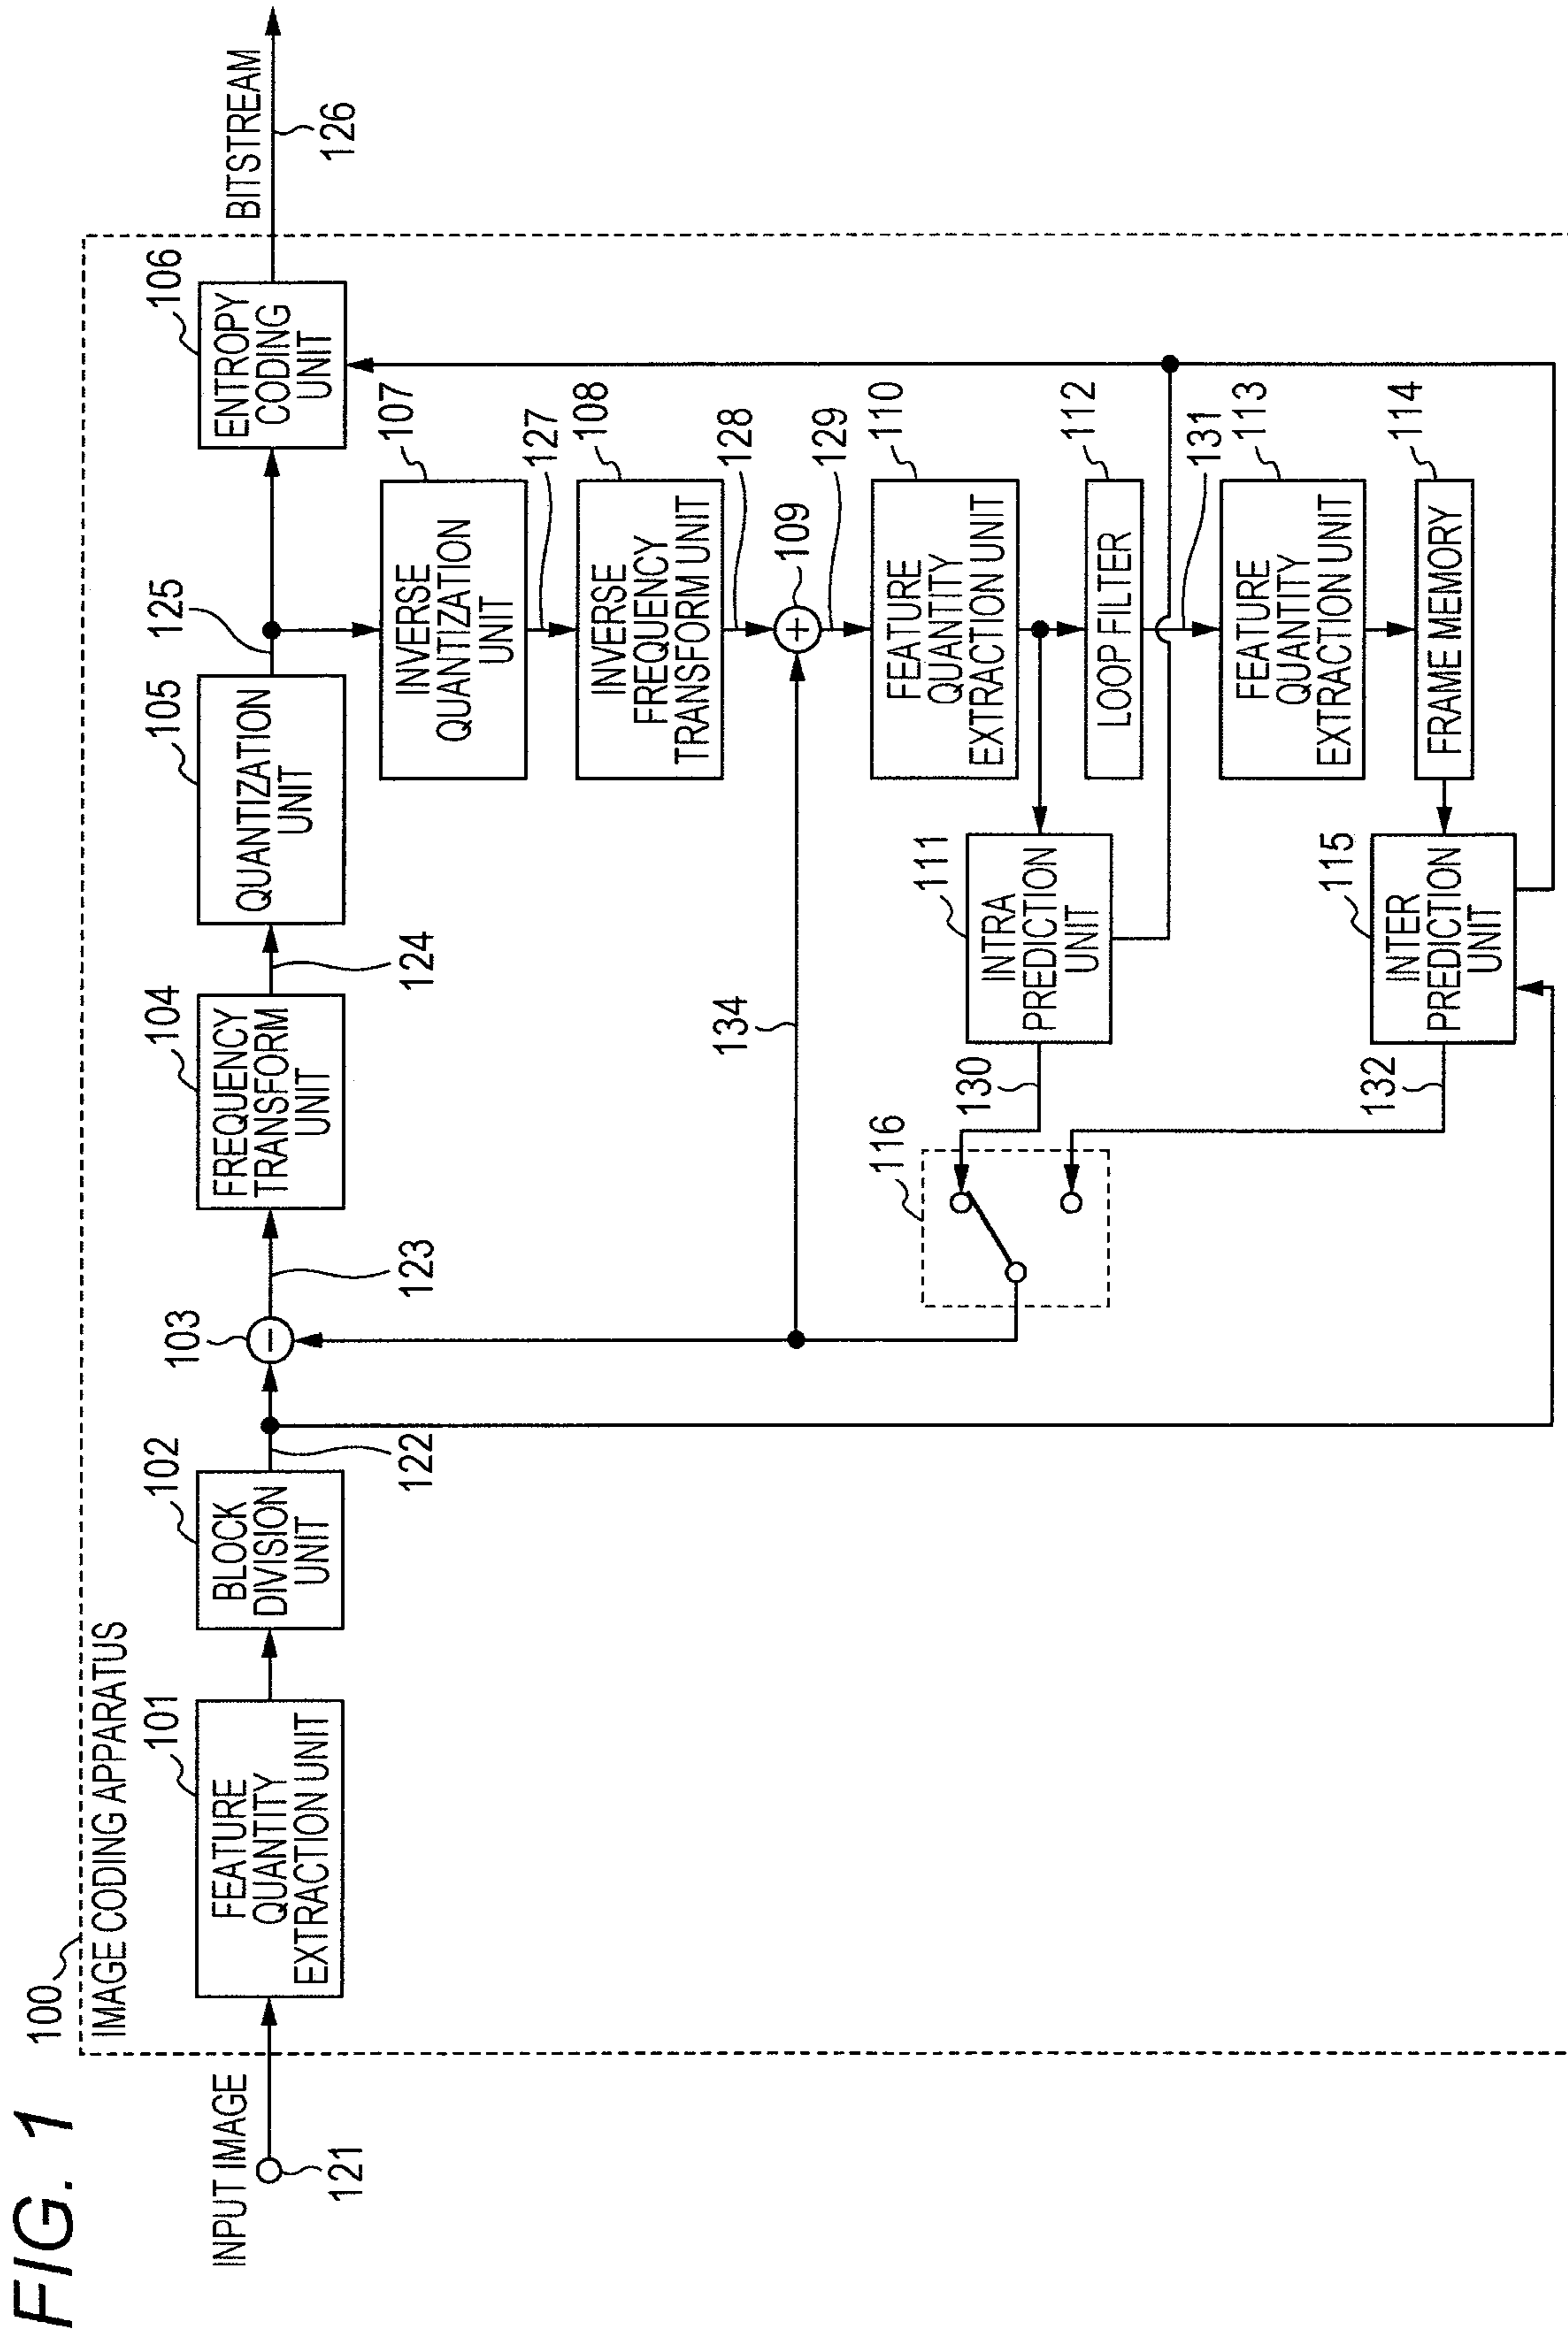 FIG. 1
100
IMAGE CODING APPARATUS
INPUT IMAGE
121
101
FEATURE
QUANTITY
EXTRACTION UNIT
102
BLOCK
DIVISION
UNIT
122
103
123
104
FREQUENCY
TRANSFORM
UNIT
124
105
QUANTIZATION
UNIT
125
106
ENTROPY
CODING
UNIT
BITSTREAM
126
107
INVERSE
QUANTIZATION
UNIT
127
108
INVERSE
FREQUENCY
TRANSFORM UNIT
128
109
+
129
134
110
FEATURE
QUANTITY
EXTRACTION UNIT
111
INTRA
PREDICTION
UNIT
130
116
112
LOOP FILTER
131
113
FEATURE
QUANTITY
EXTRACTION UNIT
114
FRAME MEMORY
115
INTER
PREDICTION
UNIT
132